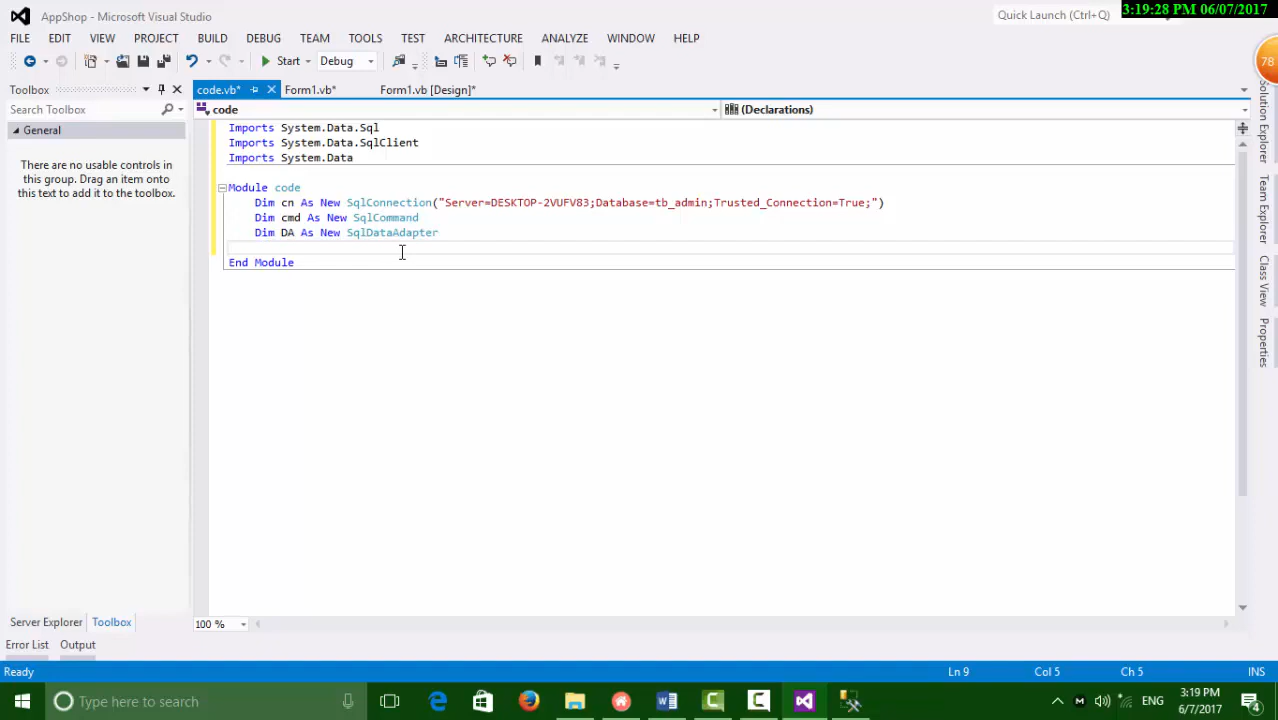 AppShop - Microsoft Visual Studio
Quick Launch (Ctrl+Q)
3:19:28 PM 06/07/2017
FILE EDIT VIEW PROJECT BUILD DEBUG TEAM TOOLS TEST ARCHITECTURE ANALYZE WINDOW HELP
Start Debug
78
Toolbox
code.vb* Form1.vb* Form1.vb [Design]*
Search Toolbox
code (Declarations)
General
There are no usable controls in
this group. Drag an item onto
this text to add it to the toolbox.
Imports System.Data.Sql
Imports System.Data.SqlClient
Imports System.Data
Module code
Dim cn As New SqlConnection("Server=DESKTOP-2VUFV83;Database=tb_admin;Trusted_Connection=True;")
Dim cmd As New SqlCommand
Dim DA As New SqlDataAdapter
End Module
Solution Explorer
Team Explorer
Class View
Properties
100 %
Server Explorer Toolbox
Error List Output
Ready Ln 9 Col 5 Ch 5 INS
Type here to search
ENG
3:19 PM
6/7/2017
4